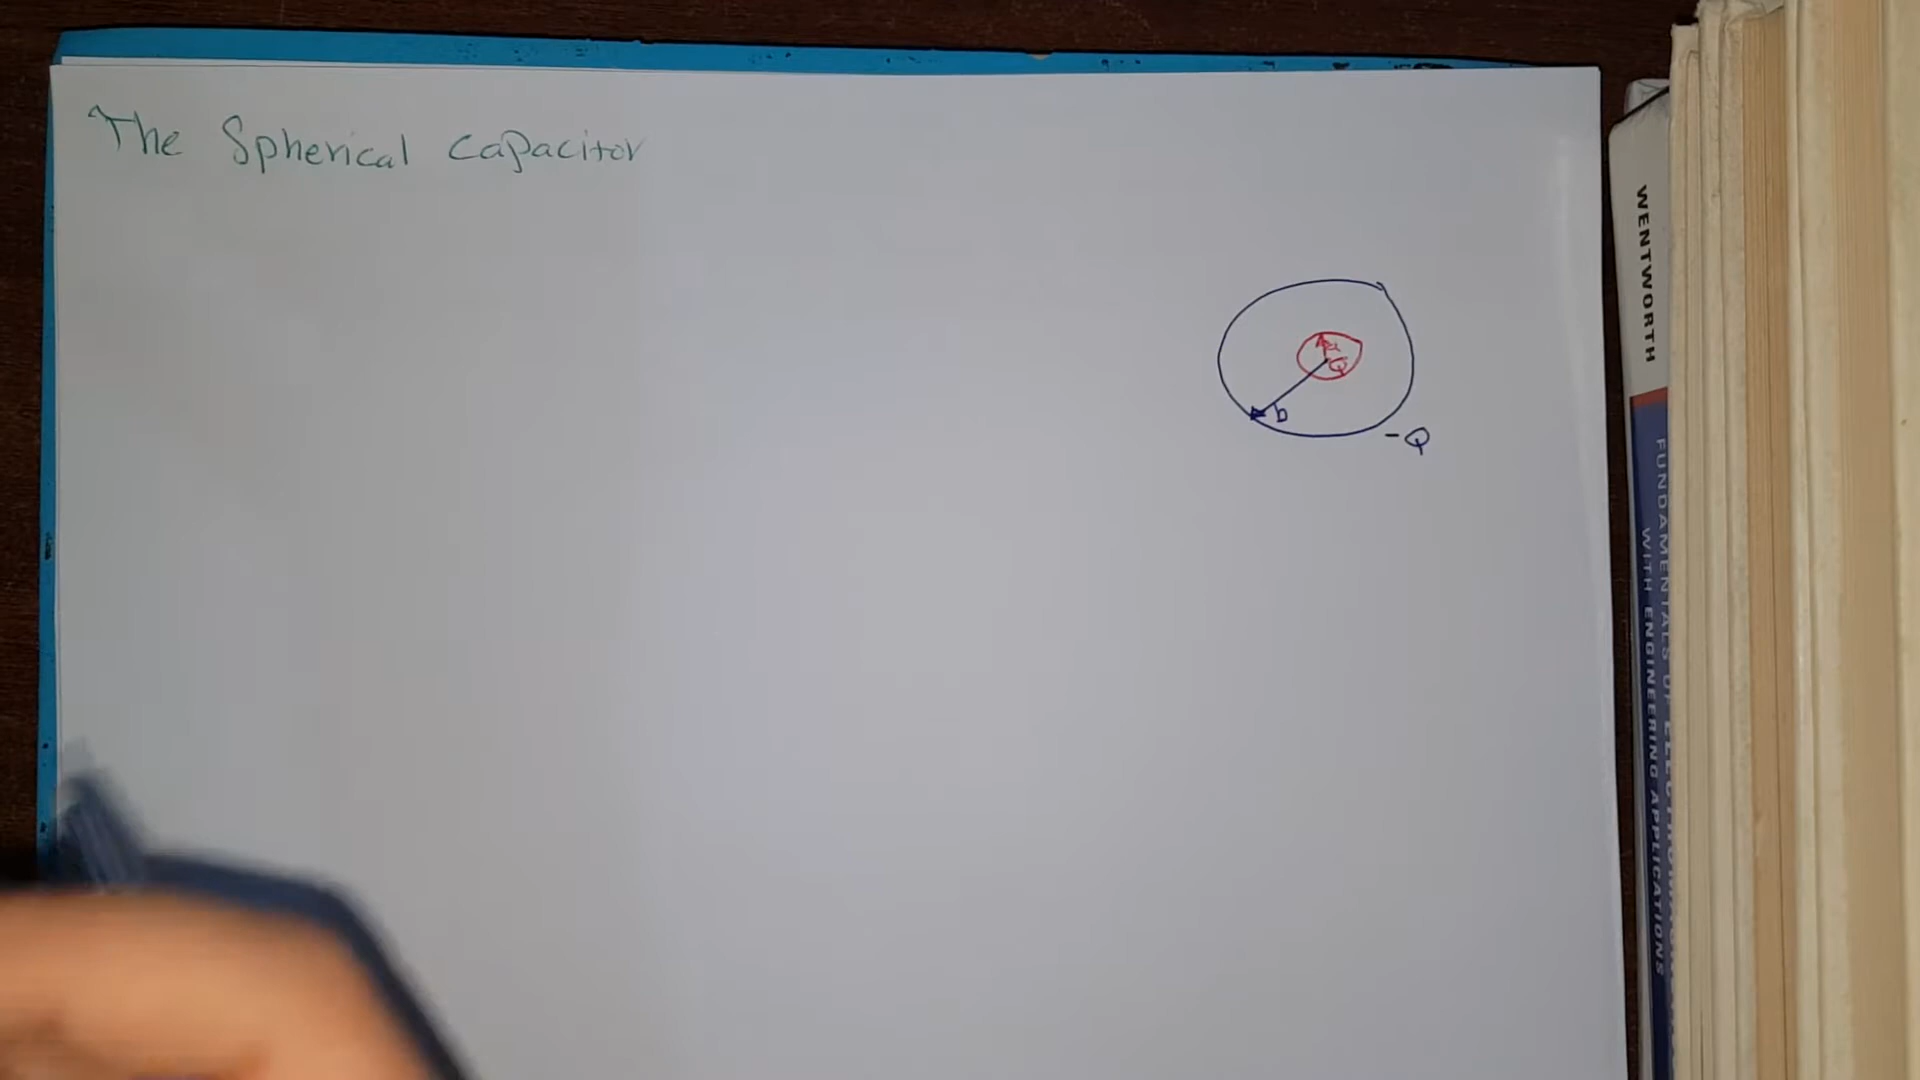 The Spherical capacitor
a
Q
b
-Q
WENTWORTH
FUNDAMENTALS OF ELECTROMAGNETICS
WITH ENGINEERING APPLICATIONS